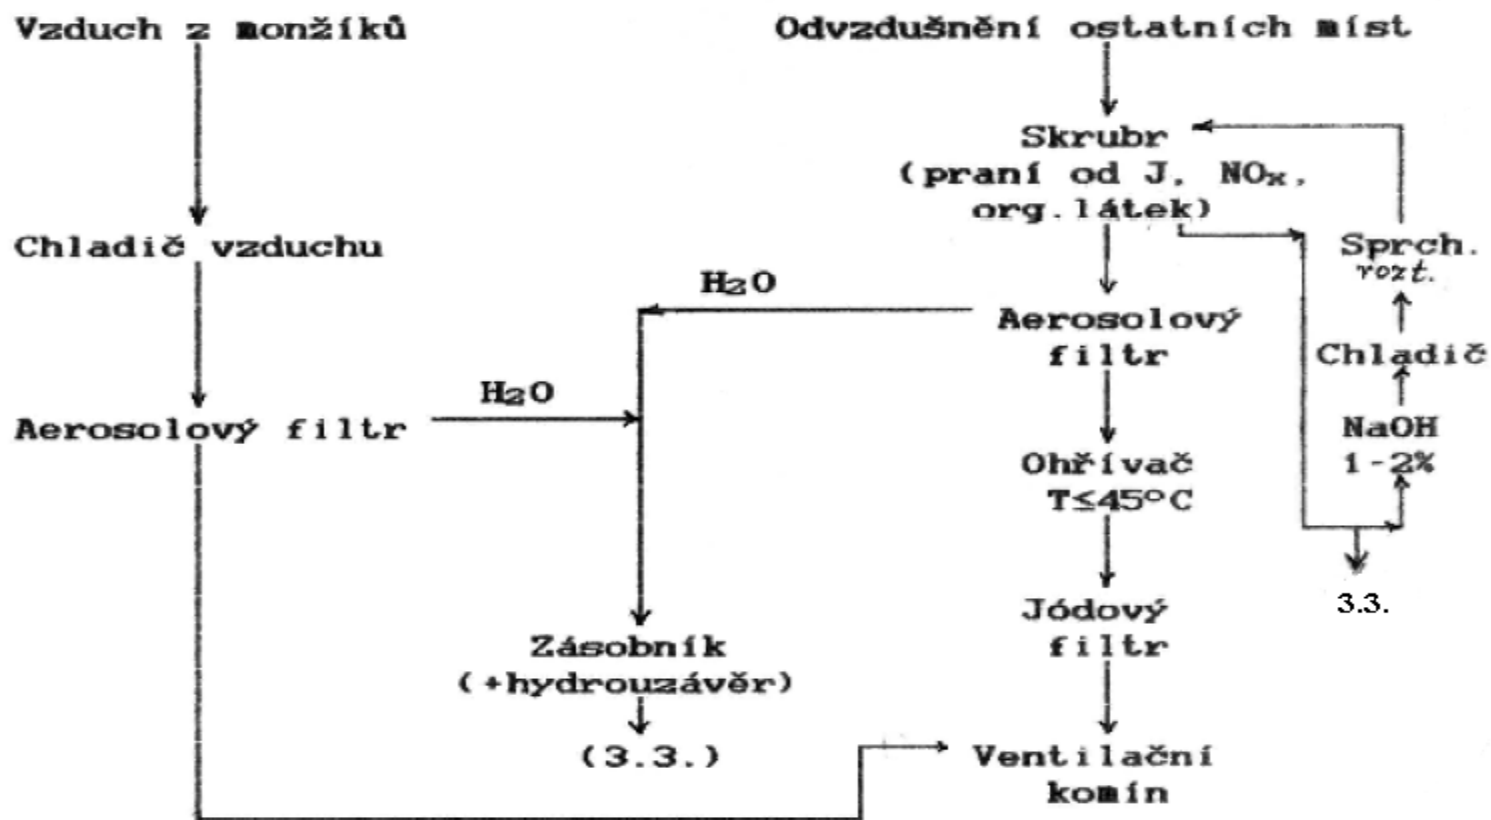 Vzduch z monžíků
Odvzdušnění ostatních míst
Skrubr
(praní od J, NOx,
org.látek)
Chladič vzduchu
Sprch.
rozt.
H2O
Aerosolový
filtr
Chladič
H2O
Aerosolový filtr
NaOH
1-2%
Ohřívač
T≤45°C
3.3.
Jódový
filtr
Zásobník
(+hydrouzávěr)
(3.3.)
Ventilační
komín